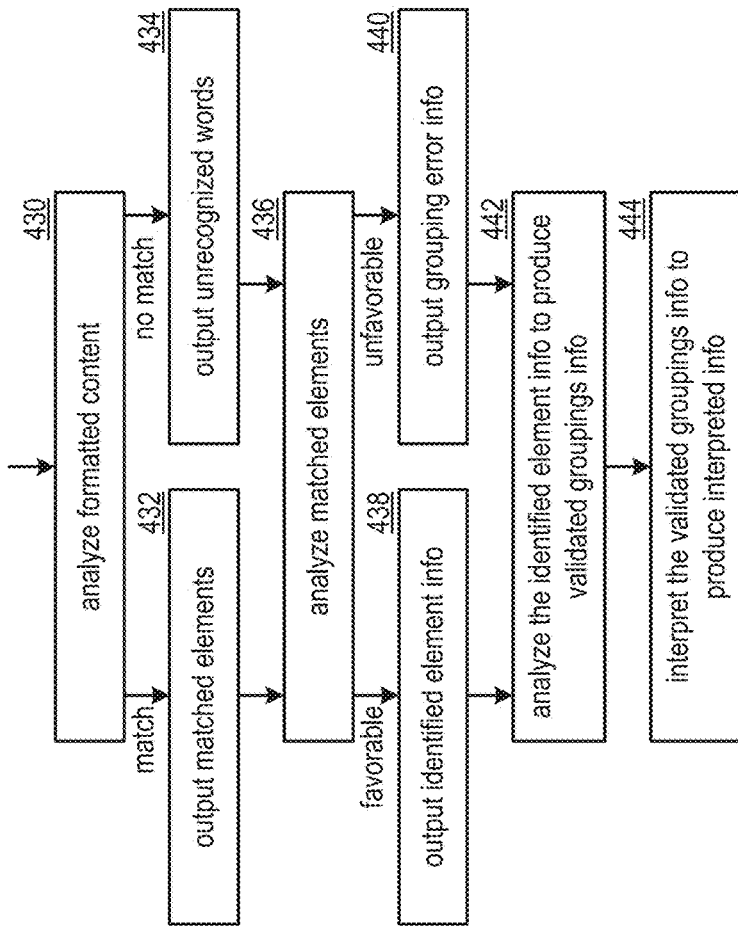 430
analyze formatted content
match
no match
432
output matched elements
434
output unrecognized words
436
analyze matched elements
favorable
unfavorable
438
output identified element info
440
output grouping error info
442
analyze the identified element info to produce
validated groupings info
444
interpret the validated groupings info to
produce interpreted info